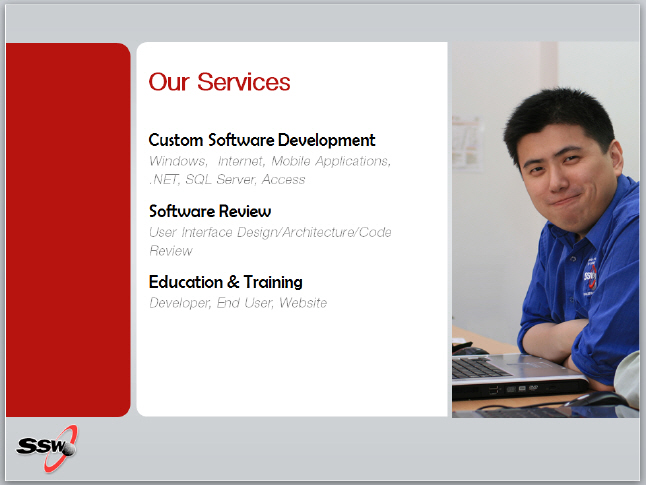 Our Services
Custom Software Development
Windows, Internet, Mobile Applications,
.NET, SQL Server, Access
Software Review
User Interface Design/Architecture/Code
Review
Education & Training
Developer, End User, Website
SSW
SSW